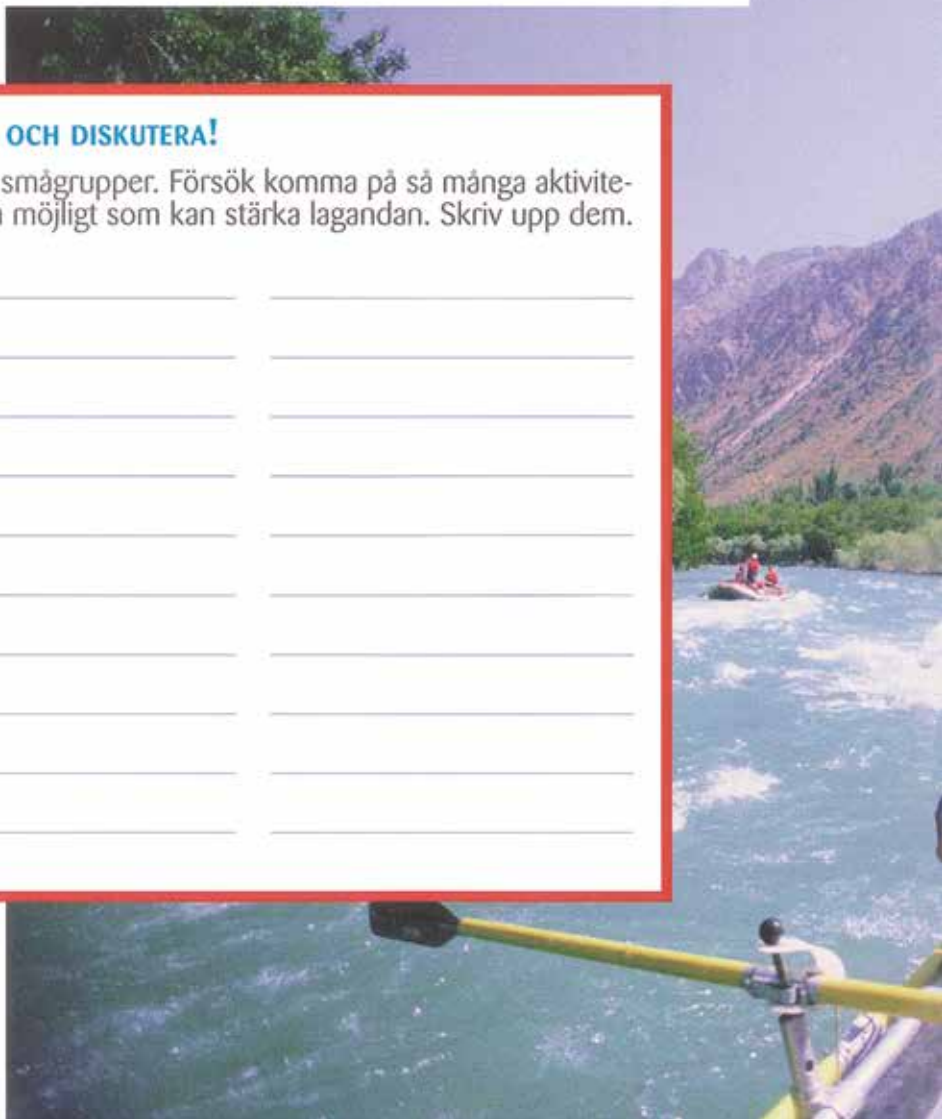 OCH DISKUTERA!
smågrupper. Försök komma på så många aktivite-
möjligt som kan stärka lagandan. Skriv upp dem.